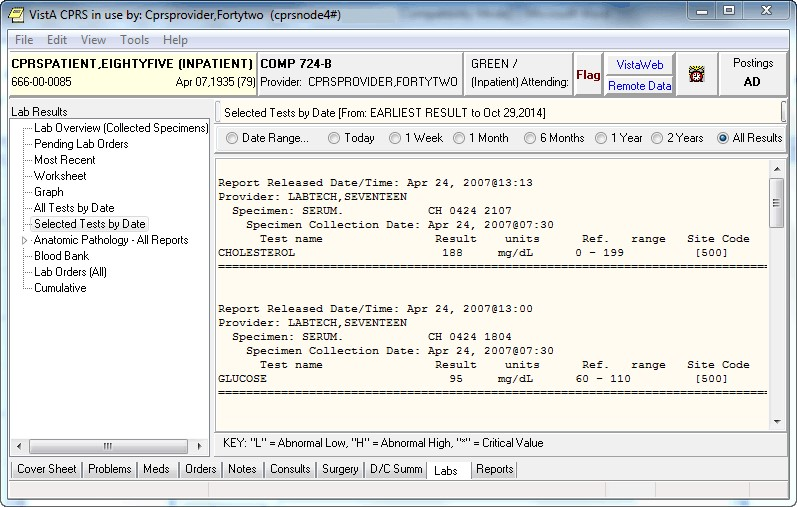 VistA CPRS in use by: Cprsprovider,Fortytwo  (cprsnode4#)
File Edit View Tools Help
CPRSPATIENT,EIGHTYFIVE (INPATIENT) COMP 724-B GREEN / Flag VistaWeb Postings
666-00-0085 Apr 07,1935 (79) Provider:  CPRSPROVIDER,FORTYTWO (Inpatient) Attending: Remote Data AD
Lab Results
Lab Overview (Collected Specimens)
Pending Lab Orders
Most Recent
Worksheet
Graph
All Tests by Date
Selected Tests by Date
Anatomic Pathology - All Reports
Blood Bank
Lab Orders (All)
Cumulative
Selected Tests by Date [From: EARLIEST RESULT to Oct 29,2014]
Date Range... Today 1 Week 1 Month 6 Months 1 Year 2 Years All Results
Report Released Date/Time: Apr 24, 2007@13:13
Provider: LABTECH,SEVENTEEN
Specimen: SERUM. CH 0424 2107
Specimen Collection Date: Apr 24, 2007@07:30
Test name Result units Ref. range Site Code
CHOLESTEROL 188 mg/dL 0 - 199 [500]
Report Released Date/Time: Apr 24, 2007@13:00
Provider: LABTECH,SEVENTEEN
Specimen: SERUM. CH 0424 1804
Specimen Collection Date: Apr 24, 2007@07:30
Test name Result units Ref. range Site Code
GLUCOSE 95 mg/dL 60 - 110 [500]
KEY: "L" = Abnormal Low, "H" = Abnormal High, "*" = Critical Value
Cover Sheet Problems Meds Orders Notes Consults Surgery D/C Summ Labs Reports